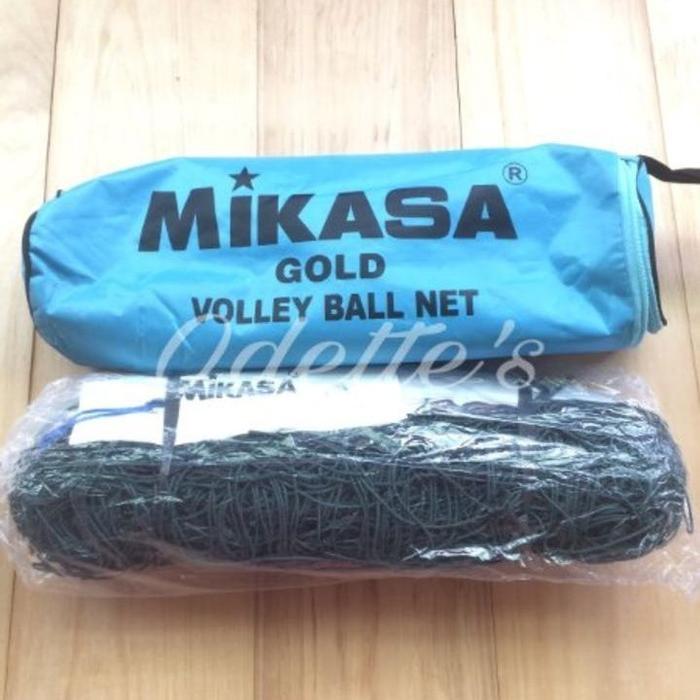 MiKASA®
GOLD
VOLLEY BALL NET
Odette's
MiKASA